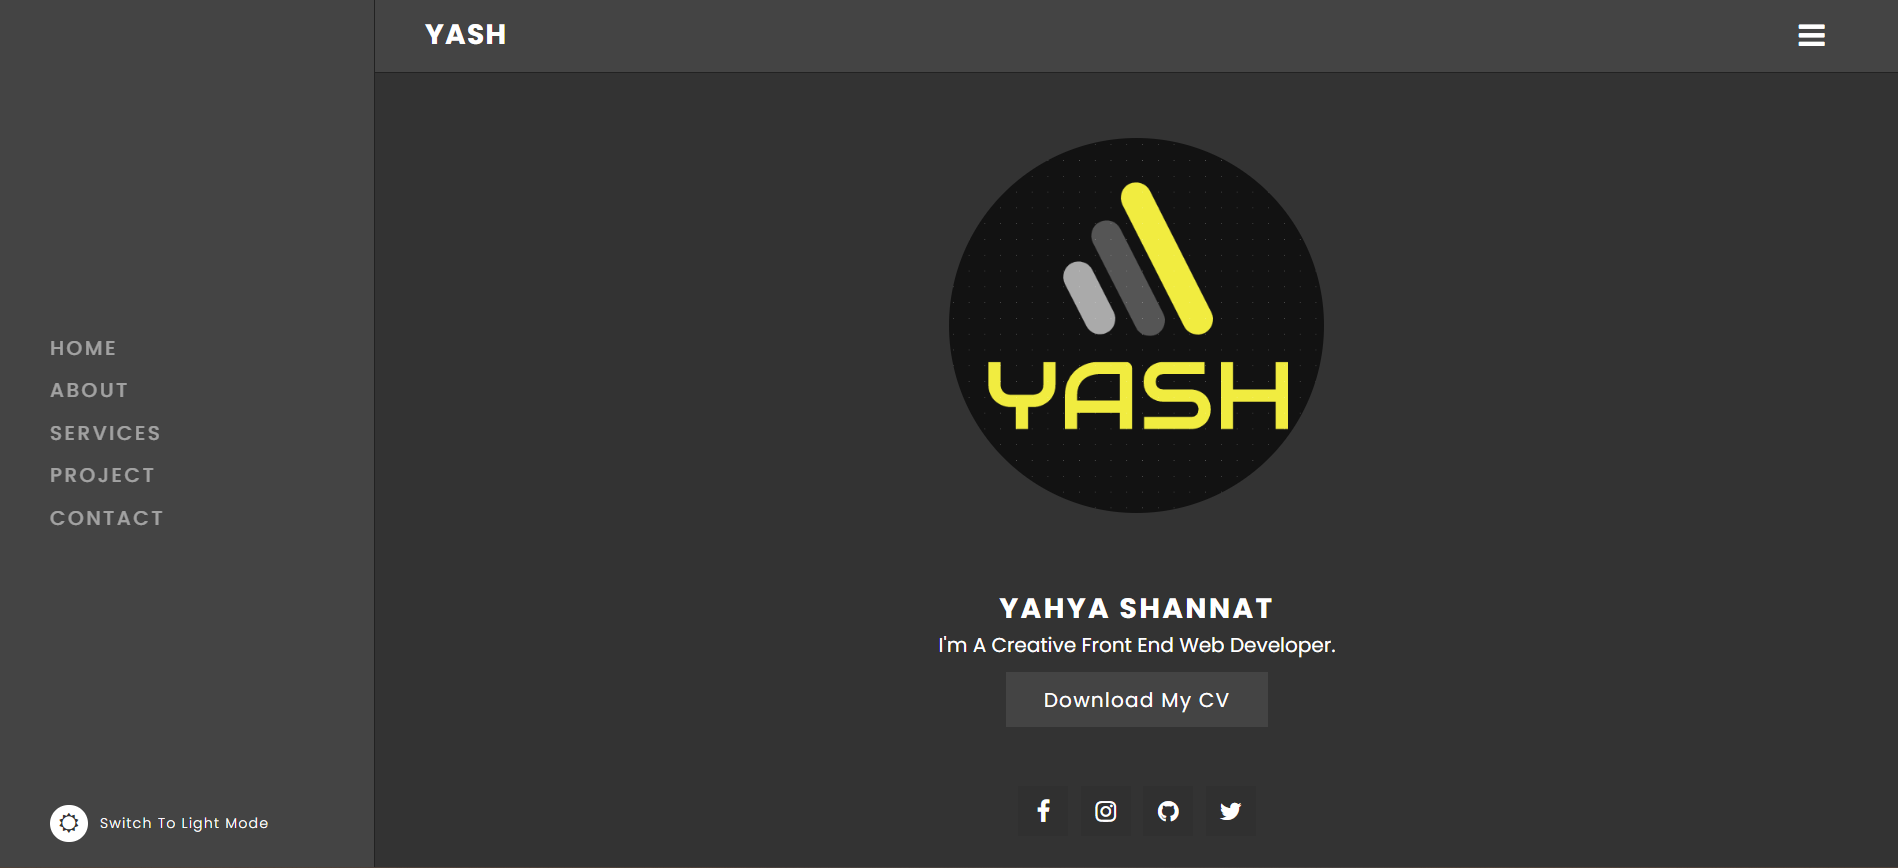 YASH
HOME
ABOUT
SERVICES
PROJECT
CONTACT
Switch To Light Mode
YASH
YAHYA SHANNAT
I'm A Creative Front End Web Developer.
Download My CV